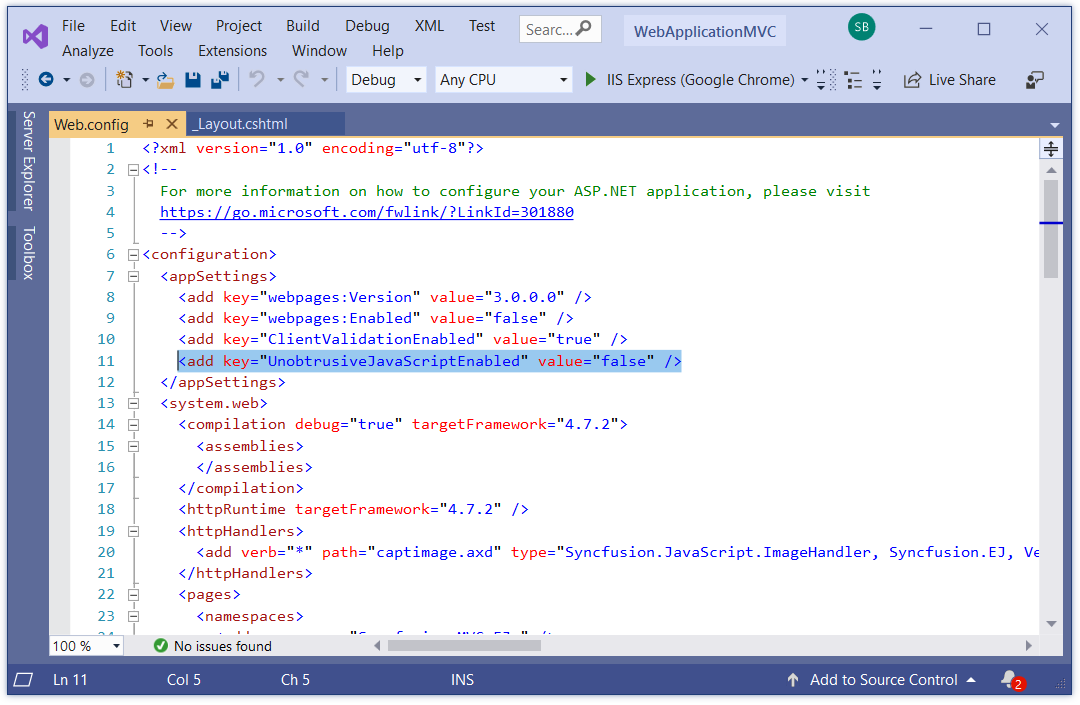 File Edit View Project Build Debug XML Test Searc... WebApplicationMVC SB
Analyze Tools Extensions Window Help
Debug Any CPU IIS Express (Google Chrome) Live Share
Server Explorer
Toolbox
Web.config _Layout.cshtml
1 <?xml version="1.0" encoding="utf-8"?>
2 <!--
3 For more information on how to configure your ASP.NET application, please visit
4 https://go.microsoft.com/fwlink/?LinkId=301880
5 -->
6 <configuration>
7 <appSettings>
8 <add key="webpages:Version" value="3.0.0.0" />
9 <add key="webpages:Enabled" value="false" />
10 <add key="ClientValidationEnabled" value="true" />
11 <add key="UnobtrusiveJavaScriptEnabled" value="false" />
12 </appSettings>
13 <system.web>
14 <compilation debug="true" targetFramework="4.7.2">
15 <assemblies>
16 </assemblies>
17 </compilation>
18 <httpRuntime targetFramework="4.7.2" />
19 <httpHandlers>
20 <add verb="*" path="captimage.axd" type="Syncfusion.JavaScript.ImageHandler, Syncfusion.EJ, Ve
21 </httpHandlers>
22 <pages>
23 <namespaces>
100 % No issues found
Ln 11 Col 5 Ch 5 INS Add to Source Control 2